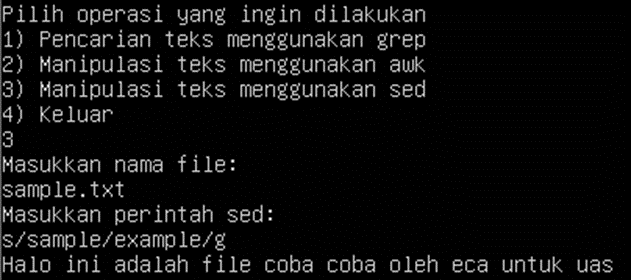 Pilih operasi yang ingin dilakukan
1) Pencarian teks menggunakan grep
2) Manipulasi teks menggunakan awk
3) Manipulasi teks menggunakan sed
4) Keluar
3
Masukkan nama file:
sample.txt
Masukkan perintah sed:
s/sample/example/g
Halo ini adalah file coba coba oleh eca untuk uas